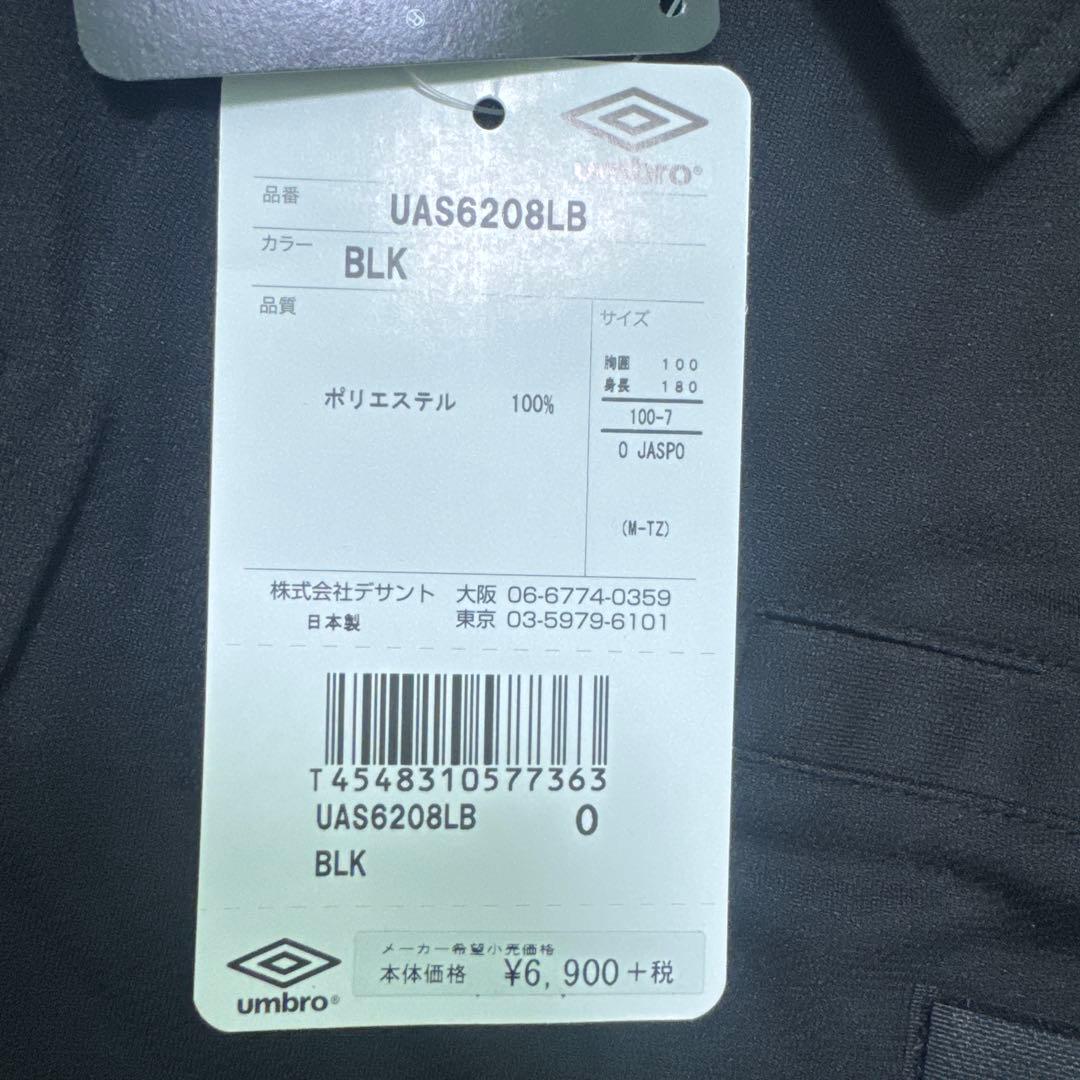 umbro®
品番 UAS6208LB
カラー BLK
品質
サイズ
胸囲 100
身長 180
ポリエステル 100%
100-7
O JASPO
(M-TZ)
株式会社デサント 大阪 06-6774-0359
日本製 東京 03-5979-6101
T4548310577363
UAS6208LB O
BLK
メーカー希望小売価格
本体価格 ¥6,900+税
umbro®